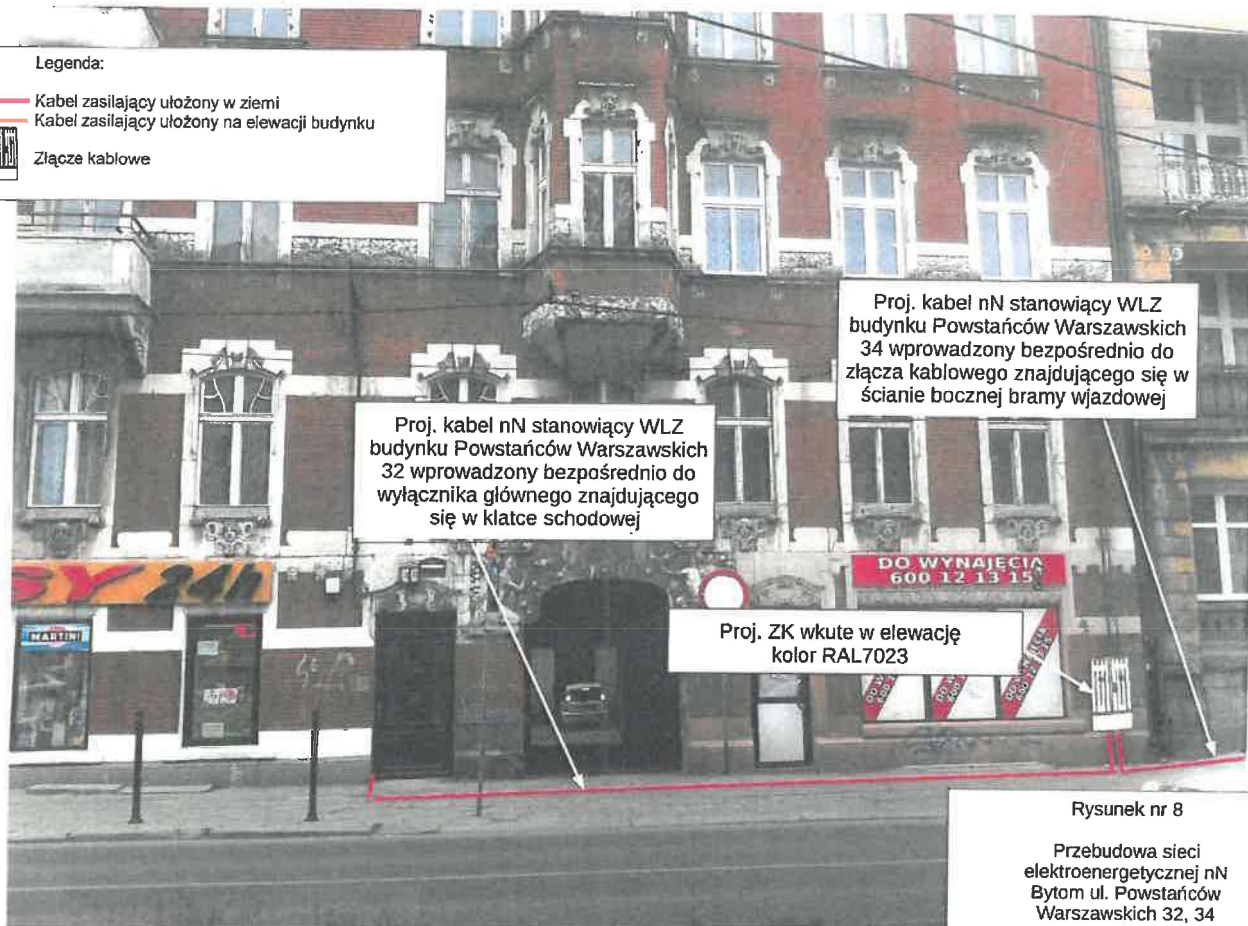 Legenda:
Kabel zasilający ułożony w ziemi
Kabel zasilający ułożony na elewacji budynku
Złącze kablowe
Proj. kabel nN stanowiący WLZ
budynku Powstańców Warszawskich
34 wprowadzony bezpośrednio do
złącza kablowego znajdującego się w
ścianie bocznej bramy wjazdowej
Proj. kabel nN stanowiący WLZ
budynku Powstańców Warszawskich
32 wprowadzony bezpośrednio do
wyłącznika głównego znajdującego
się w klatce schodowej
SY 24h
MARTINI
DO WYNAJĘCIA
600 12 13 15
Proj. ZK wkute w elewację
kolor RAL7023
Rysunek nr 8
Przebudowa sieci
elektroenergetycznej nN
Bytom ul. Powstańców
Warszawskich 32, 34